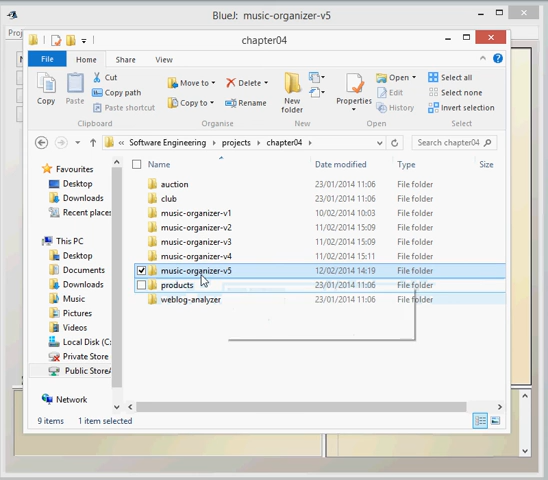 BlueJ: music-organizer-v5
Proj
chapter04
File Home Share View
Copy
Paste
Cut
Copy path
Paste shortcut
Clipboard
Move to
Copy to
Delete
Rename
Organise
New folder
New
Properties
Open
Edit
History
Open
Select all
Select none
Invert selection
Select
Software Engineering projects chapter04
Search chapter04
Name Date modified Type Size
Favourites
Desktop
Downloads
Recent places
This PC
Desktop
Documents
Downloads
Music
Pictures
Videos
Local Disk (C:
Private Store
Public StoreA
Network
auction 23/01/2014 11:06 File folder
club 23/01/2014 11:06 File folder
music-organizer-v1 10/02/2014 10:03 File folder
music-organizer-v2 11/02/2014 15:09 File folder
music-organizer-v3 11/02/2014 15:09 File folder
music-organizer-v4 11/02/2014 15:11 File folder
music-organizer-v5 12/02/2014 14:19 File folder
products 23/01/2014 11:06 File folder
weblog-analyzer 23/01/2014 11:06 File folder
9 items 1 item selected